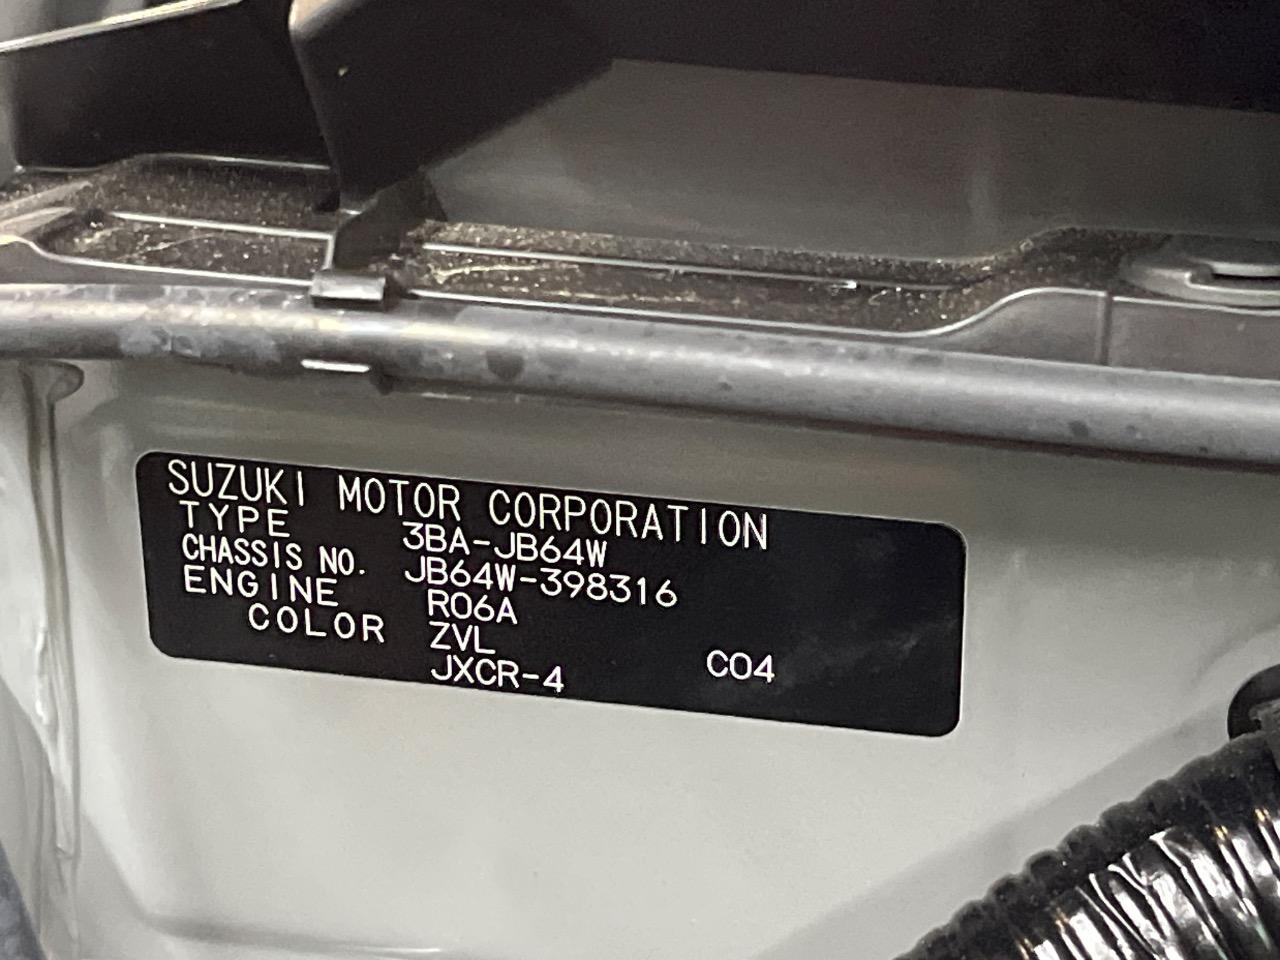 SUZUKI MOTOR CORPORATION
TYPE 3BA-JB64W
CHASSIS NO. JB64W-398316
ENGINE R06A
COLOR ZVL
JXCR-4 C04